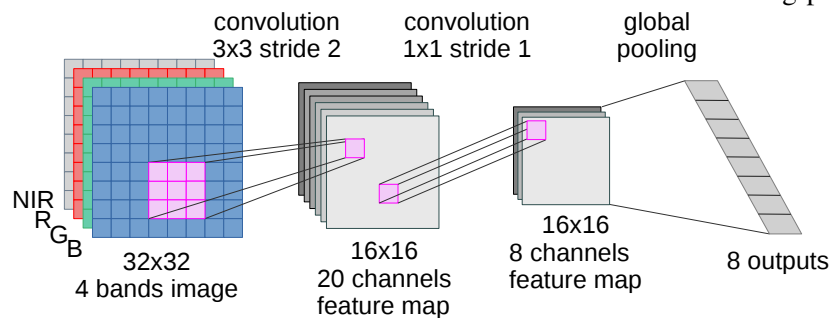 convolution
3x3 stride 2
convolution
1x1 stride 1
global
pooling
NIR
R
G
B
32x32
4 bands image
16x16
20 channels
feature map
16x16
8 channels
feature map
8 outputs